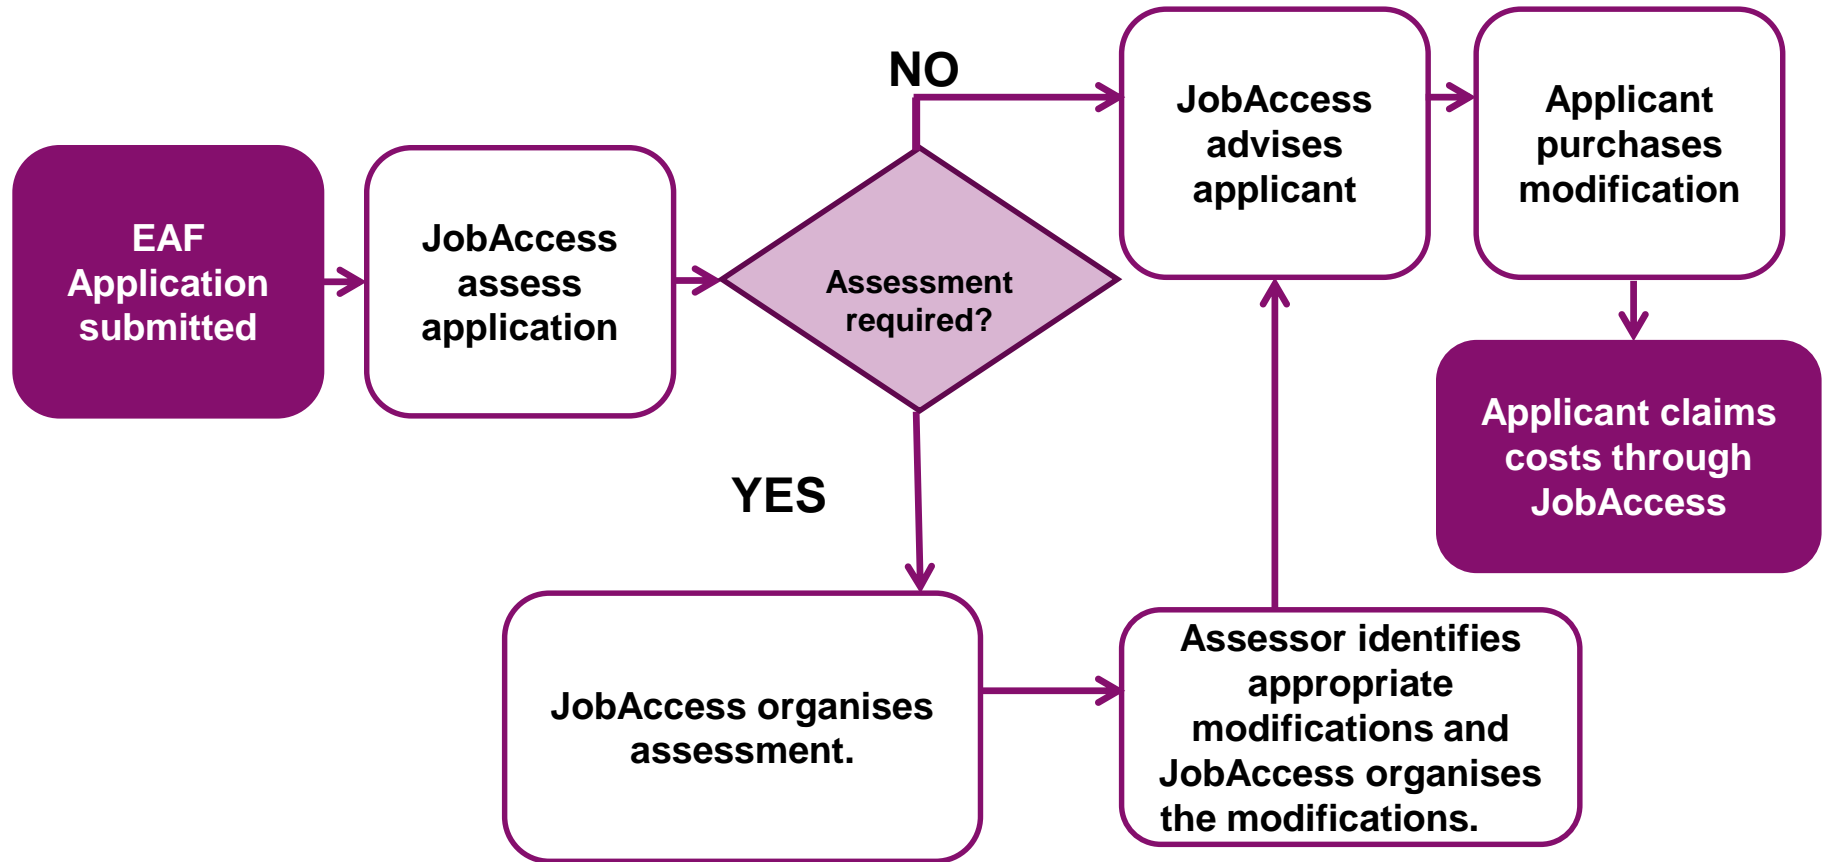 EAF
Application
submitted
JobAccess
assess
application
Assessment
required?
NO
JobAccess
advises
applicant
Applicant
purchases
modification
Applicant claims
costs through
JobAccess
YES
JobAccess organises
assessment.
Assessor identifies
appropriate
modifications and
JobAccess organises
the modifications.